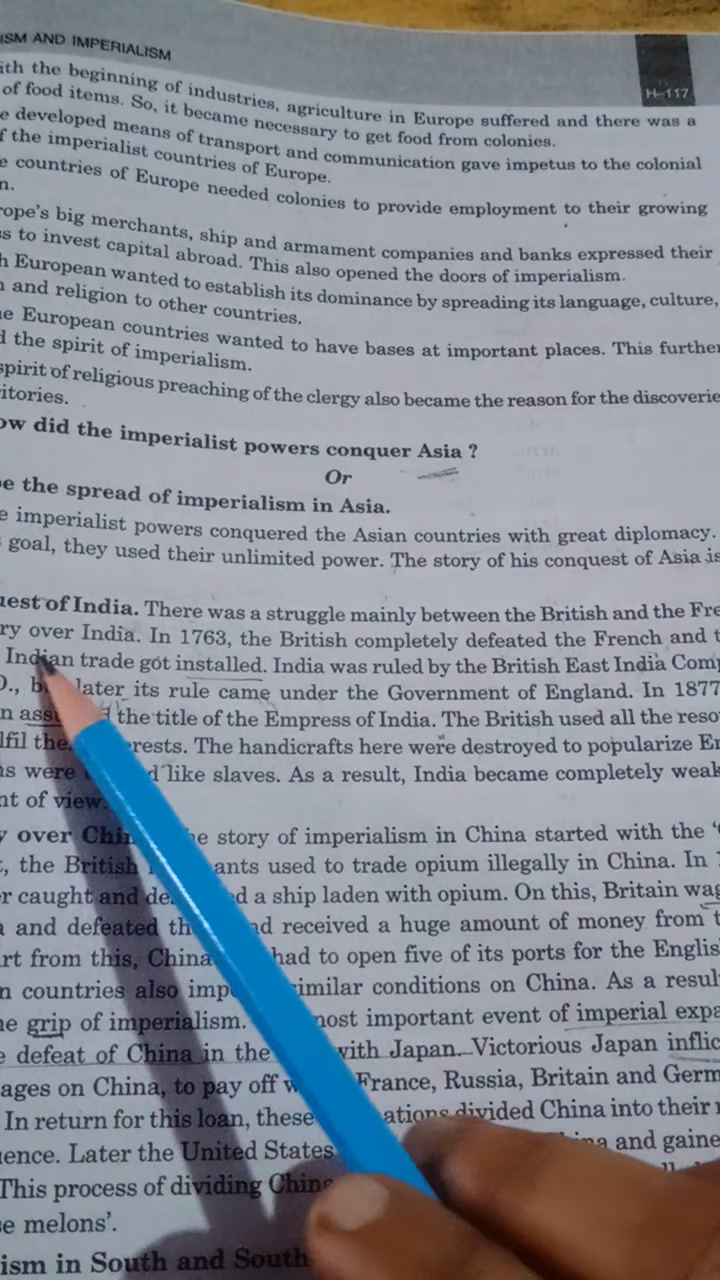 ISM AND IMPERIALISM
H–117
ith the beginning of industries, agriculture in Europe suffered and there was a
of food items. So, it became necessary to get food from colonies.
e developed means of transport and communication gave impetus to the colonial
f the imperialist countries of Europe.
e countries of Europe needed colonies to provide employment to their growing
n.
rope's big merchants, ship and armament companies and banks expressed their
s to invest capital abroad. This also opened the doors of imperialism.
h European wanted to establish its dominance by spreading its language, culture,
n and religion to other countries.
e European countries wanted to have bases at important places. This further
d the spirit of imperialism.
spirit of religious preaching of the clergy also became the reason for the discoverie
itories.
ow did the imperialist powers conquer Asia ?
Or
be the spread of imperialism in Asia.
e imperialist powers conquered the Asian countries with great diplomacy.
goal, they used their unlimited power. The story of his conquest of Asia is
uest of India. There was a struggle mainly between the British and the Fre
ry over India. In 1763, the British completely defeated the French and t
Indian trade got installed. India was ruled by the British East India Comp
D., later its rule came under the Government of England. In 1877
n the title of the Empress of India. The British used all the reso
lfil the rests. The handicrafts here were destroyed to popularize En
ns were d like slaves. As a result, India became completely weak
nt of view.
y over Chi e story of imperialism in China started with the
t, the British ants used to trade opium illegally in China. In
r caught and de d a ship laden with opium. On this, Britain wag
a and defeated th nd received a huge amount of money from t
rt from this, China had to open five of its ports for the Englis
n countries also imp similar conditions on China. As a resul
he grip of imperialism. most important event of imperial expa
e defeat of China in the with Japan. Victorious Japan inflic
ages on China, to pay off w France, Russia, Britain and Germ
In return for this loan, these ations divided China into their
uence. Later the United States and gaine
This process of dividing China
e melons'.
ism in South and South